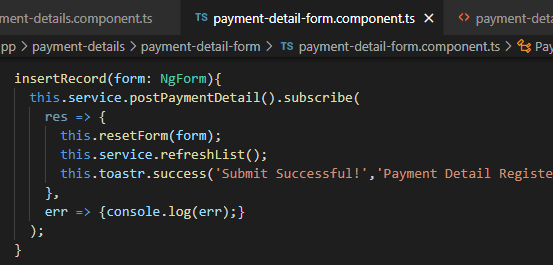 ment-details.component.ts TS payment-detail-form.component.ts × <> payment-deta
pp > payment-details > payment-detail-form > TS payment-detail-form.component.ts > Pay
insertRecord(form: NgForm){
this.service.postPaymentDetail().subscribe(
res => {
this.resetForm(form);
this.service.refreshList();
this.toastr.success('Submit Successful!','Payment Detail Registe
},
err => {console.log(err);}
);
}